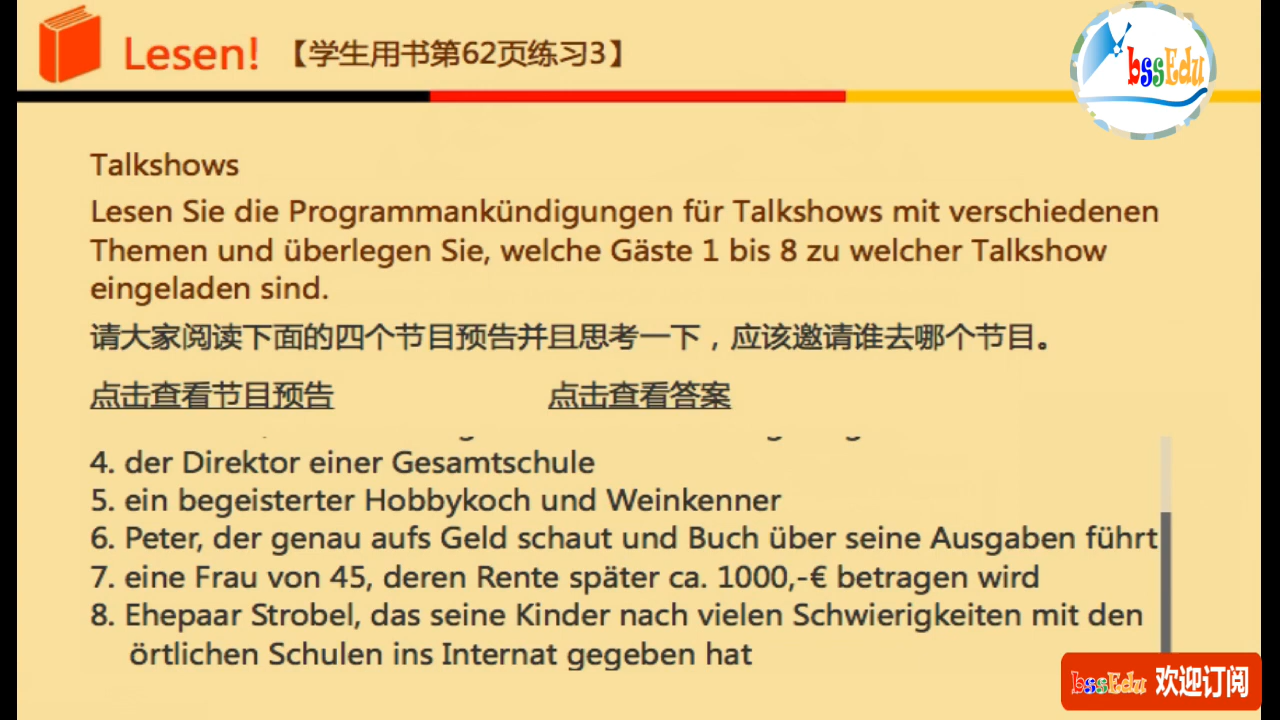 Lesen! 【学生用书第62页练习3】
bssEdu
Talkshows
Lesen Sie die Programmankündigungen für Talkshows mit verschiedenen
Themen und überlegen Sie, welche Gäste 1 bis 8 zu welcher Talkshow
eingeladen sind.
请大家阅读下面的四个节目预告并且思考一下，应该邀请谁去哪个节目。
点击查看节目预告 点击查看答案
4. der Direktor einer Gesamtschule
5. ein begeisterter Hobbykoch und Weinkenner
6. Peter, der genau aufs Geld schaut und Buch über seine Ausgaben führt
7. eine Frau von 45, deren Rente später ca. 1000,-€ betragen wird
8. Ehepaar Strobel, das seine Kinder nach vielen Schwierigkeiten mit den
örtlichen Schulen ins Internat gegeben hat
bssEdu 欢迎订阅